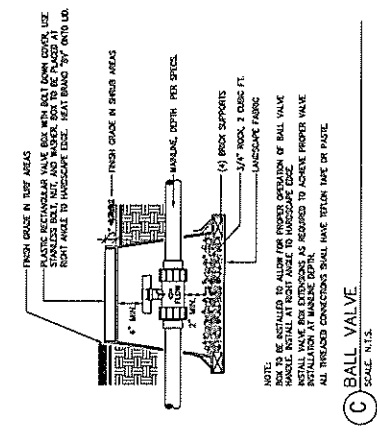 FINISH GRADE IN TURF AREAS
PLASTIC RECTANGULAR VALVE BOX WITH BOLT DOWN COVER, USE
STAINLESS BOLT, NUT, AND WASHER. BOX TO BE PLACED AT
RIGHT ANGLE TO HARDSCAPE EDGE. HEAT BRAND "BV" ONTO LID.
FINISH GRADE IN SHRUB AREAS
MAINLINE, DEPTH PER SPECS.
4" MIN.
FLOW
2" MIN.
(4) BRICK SUPPORTS
3/4" ROCK, 2 CUBIC FT.
LANDSCAPE FABRIC
NOTE:
BOX TO BE INSTALLED TO ALLOW FOR PROPER OPERATION OF BALL VALVE
HANDLE. INSTALL AT RIGHT ANGLE TO HARDSCAPE EDGE.
INSTALL VALVE BOX EXTENSIONS AS REQUIRED TO ACHIEVE PROPER VALVE
INSTALLATION AT MAINLINE DEPTH.
ALL THREADED CONNECTIONS SHALL HAVE TEFLON TAPE OR PASTE.
C BALL VALVE
SCALE N.T.S.